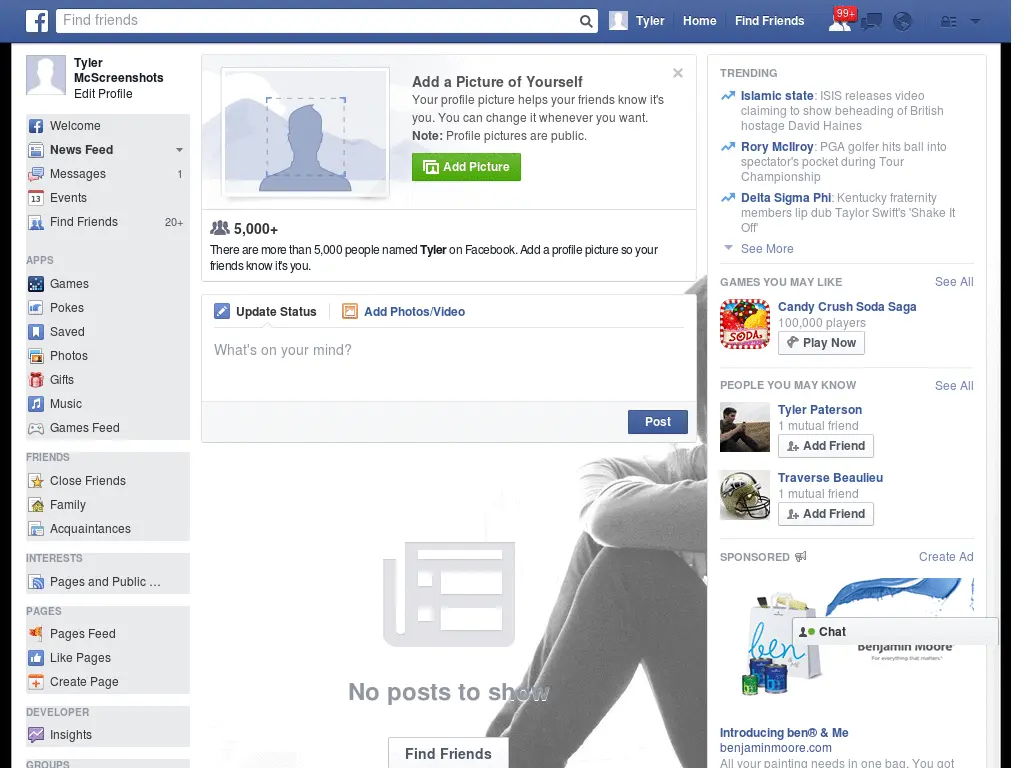 Find friends
Tyler
Home
Find Friends
99+
Tyler
McScreenshots
Edit Profile
Welcome
News Feed
Messages
1
13
Events
Find Friends
20+
APPS
Games
Pokes
Saved
Photos
Gifts
Music
Games Feed
FRIENDS
Close Friends
Family
Acquaintances
INTERESTS
Pages and Public ...
PAGES
Pages Feed
Like Pages
Create Page
DEVELOPER
Insights
GROUPS
Add a Picture of Yourself
Your profile picture helps your friends know it's
you. You can change it whenever you want.
Note: Profile pictures are public.
Add Picture
5,000+
There are more than 5,000 people named Tyler on Facebook. Add a profile picture so your
friends know it's you.
Update Status
Add Photos/Video
What's on your mind?
Post
No posts to show
Find Friends
TRENDING
Islamic state: ISIS releases video
claiming to show beheading of British
hostage David Haines
Rory McIlroy: PGA golfer hits ball into
spectator's pocket during Tour
Championship
Delta Sigma Phi: Kentucky fraternity
members lip dub Taylor Swift's 'Shake It
Off'
See More
GAMES YOU MAY LIKE
See All
SODA
Candy Crush Soda Saga
100,000 players
Play Now
PEOPLE YOU MAY KNOW
See All
Tyler Paterson
1 mutual friend
Add Friend
Traverse Beaulieu
1 mutual friend
Add Friend
SPONSORED
Create Ad
ben
Chat
Benjamin Moore
For everything that matters.
Introducing ben® & Me
benjaminmoore.com
All your painting needs in one bag. You got